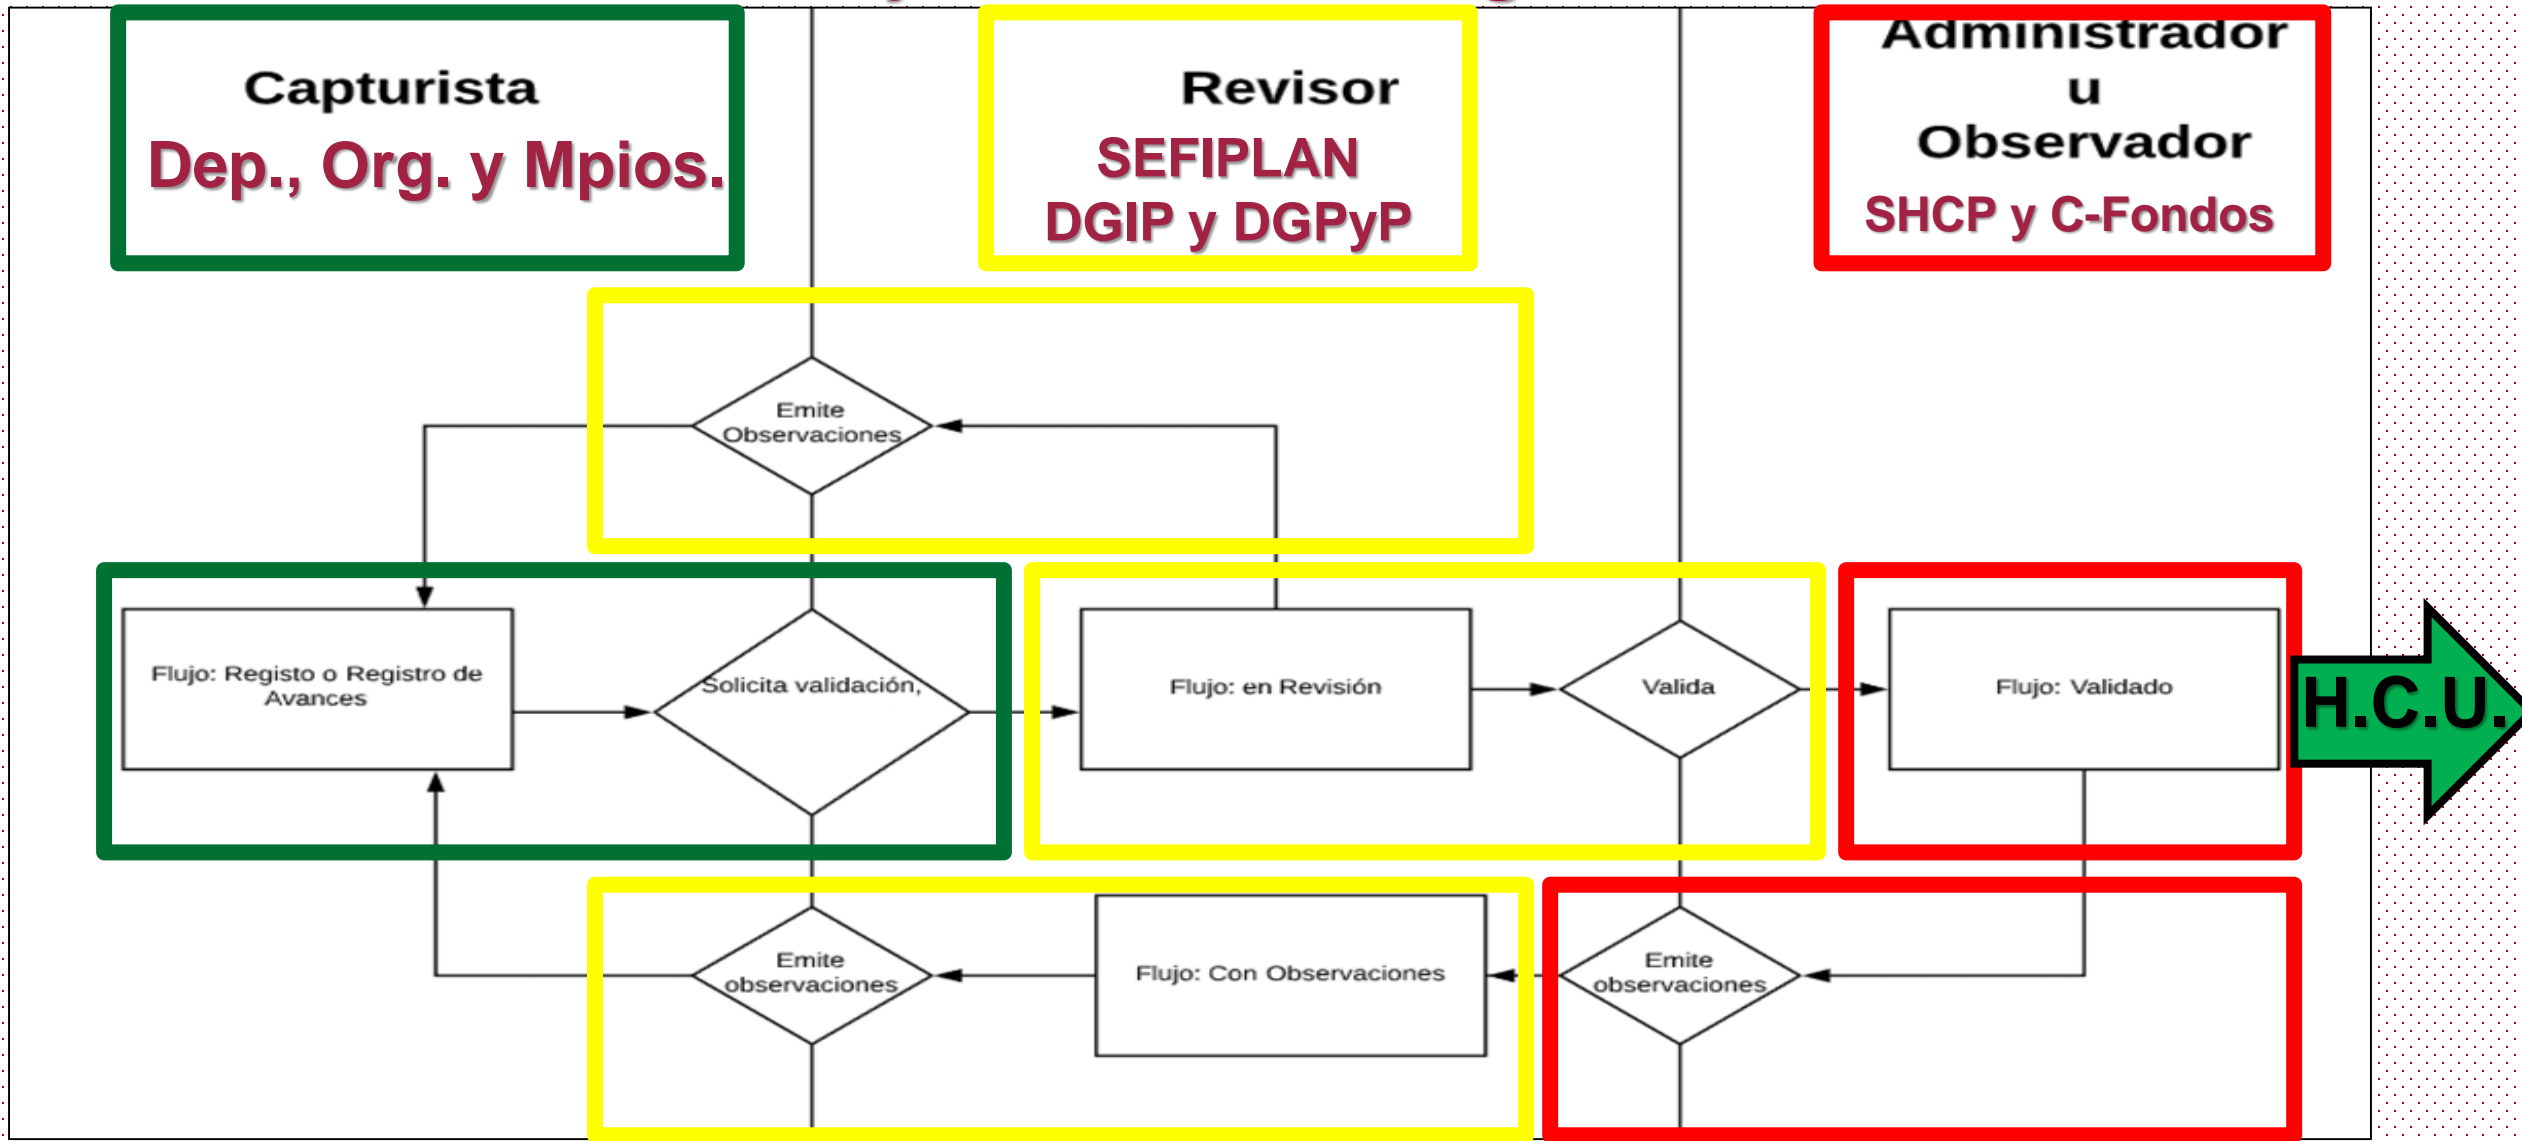 Capturista
Dep., Org. y Mpios.
Revisor
SEFIPLAN
DGIP y DGPyP
Administrador
u
Observador
SHCP y C-Fondos
Emite
Observaciones
Flujo: Registo o Registro de
Avances
Solicita validación,
Flujo: en Revisión
Valida
Flujo: Validado
H.C.U.
Emite
observaciones
Flujo: Con Observaciones
Emite
observaciones